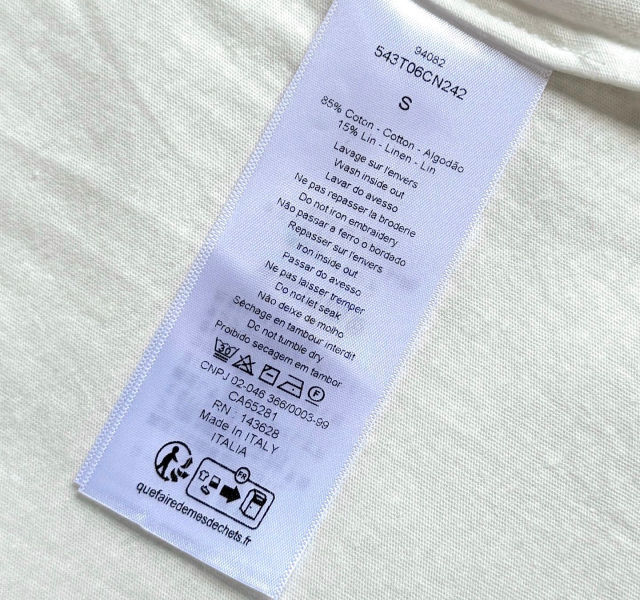 94082
543T06CN242
S
85% Coton - Cotton - Algodão
15% Lin - Linen - Lin
Lavage sur l'envers
Wash inside out
Lavar do avesso
Ne pas repasser la broderie
Do not iron embraidery
Não passar a ferro o bordado
Repasser sur l'envers
Iron inside out
Passar do avesso
Ne pas laisser tremper
Do not let seak
Não deixe de molho
Séchage en tambour interdit
Do not tumble dry
Proibido secagem em tambor
30 F
CNPJ 02-046 366/0003-99
CA65281
RN : 143628
Made In ITALY
ITALIA
FR
quefairedemesdechets.fr